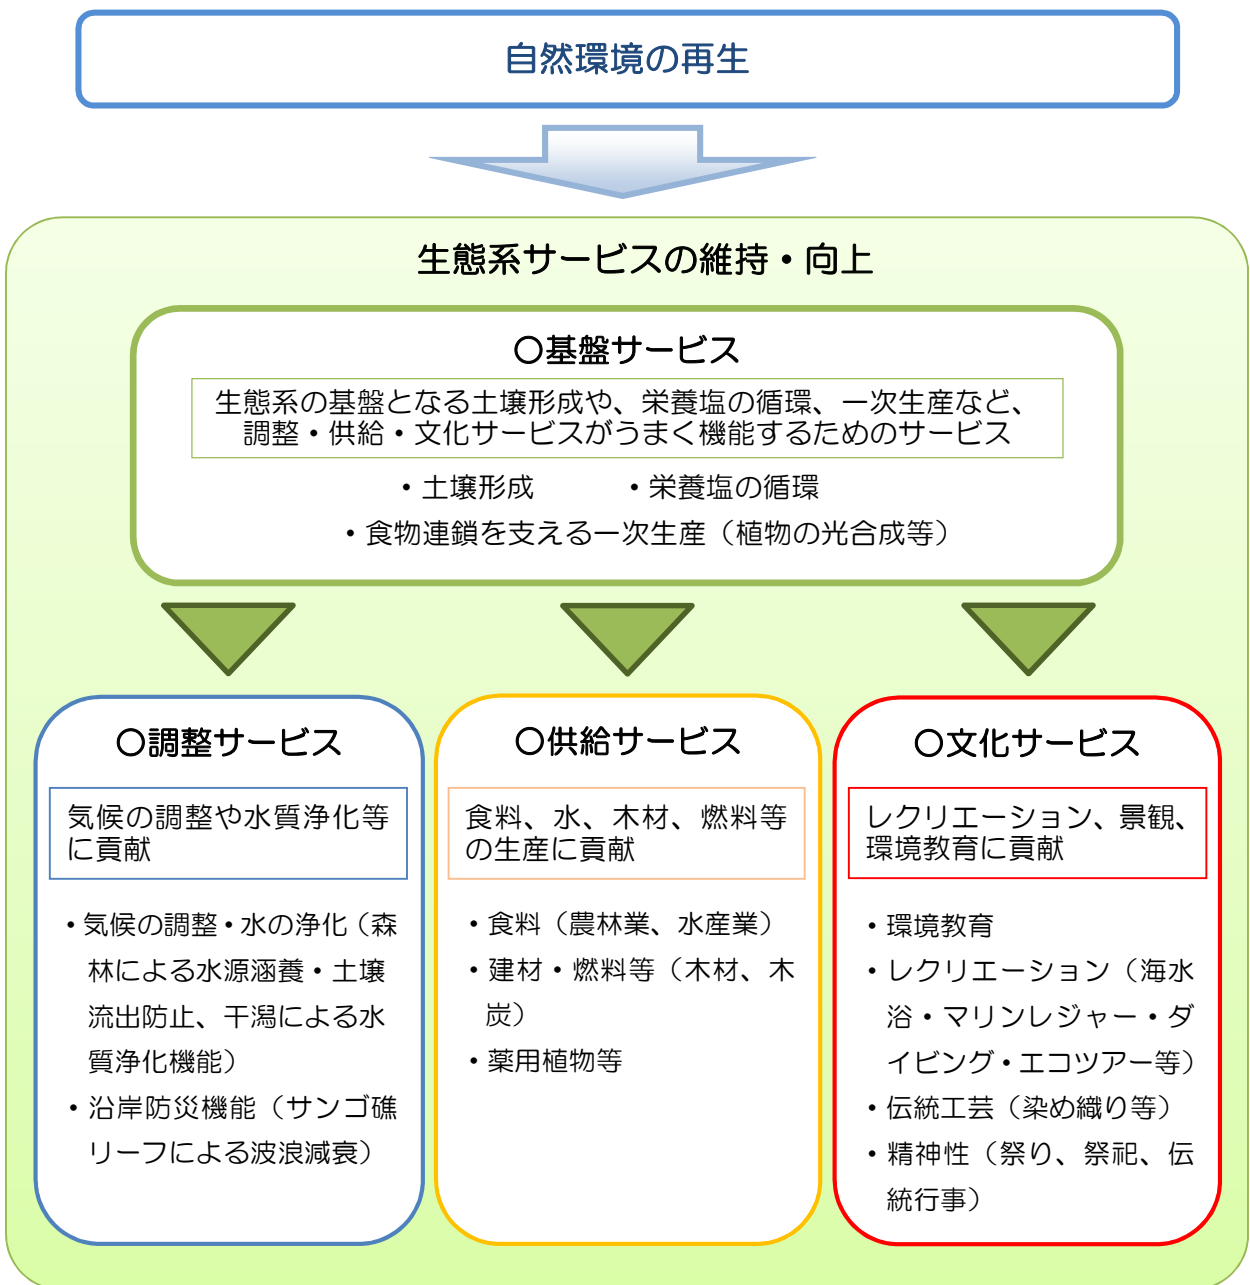 自然環境の再生
生態系サービスの維持・向上
〇基盤サービス
生態系の基盤となる土壌形成や、栄養塩の循環、一次生産など、
調整・供給・文化サービスがうまく機能するためのサービス
・土壌形成　　　・栄養塩の循環
・食物連鎖を支える一次生産（植物の光合成等）
〇調整サービス
気候の調整や水質浄化等
に貢献
・気候の調整・水の浄化（森
林による水源涵養・土壌
流出防止、干潟による水
質浄化機能）
・沿岸防災機能（サンゴ礁
リーフによる波浪減衰）
〇供給サービス
食料、水、木材、燃料等
の生産に貢献
・食料（農林業、水産業）
・建材・燃料等（木材、木
炭）
・薬用植物等
〇文化サービス
レクリエーション、景観、
環境教育に貢献
・環境教育
・レクリエーション（海水
浴・マリンレジャー・ダ
イビング・エコツアー等）
・伝統工芸（染め織り等）
・精神性（祭り、祭祀、伝
統行事）